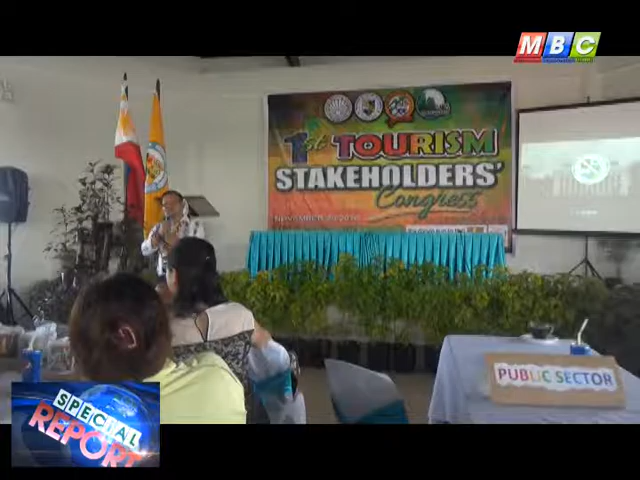 MBC
1st TOURISM
STAKEHOLDERS'
Congress
PUBLIC SECTOR
SPECIAL
REPORT